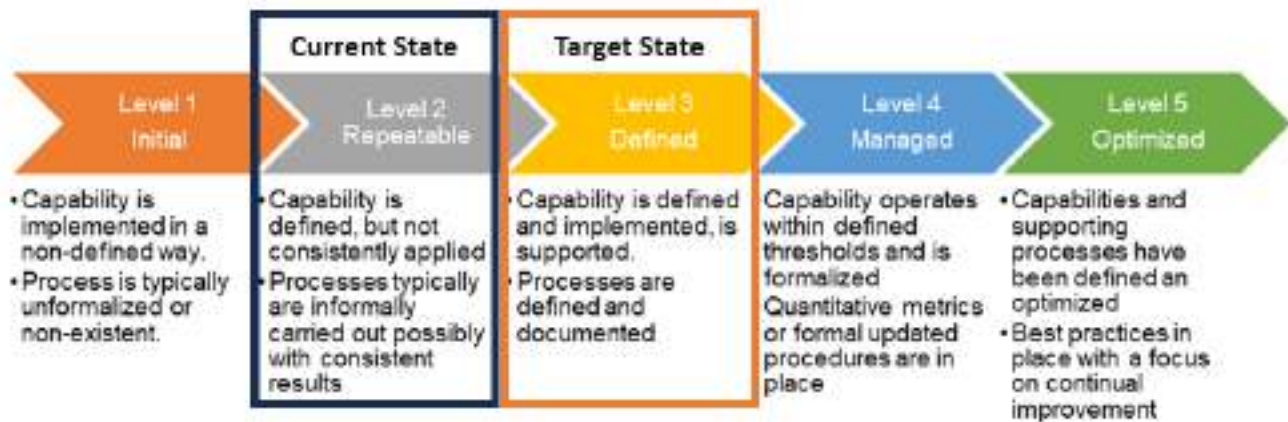 Current State
Target State
Level 1
Initial
Level 2
Repeatable
Level 3
Defined
Level 4
Managed
Level 5
Optimized
•Capability is
implemented in a
non-defined way.
•Process is typically
unformalized or
non-existent.
•Capability is
defined, but not
consistently applied
•Processes typically
are informally
carried out possibly
with consistent
results
•Capability is defined
and implemented, is
supported.
•Processes are
defined and
documented
Capability operates
within defined
thresholds and is
formalized
Quantitative metrics
or formal updated
procedures are in
place
•Capabilities and
supporting
processes have
been defined an
optimized
•Best practices in
place with a focus
on continual
improvement